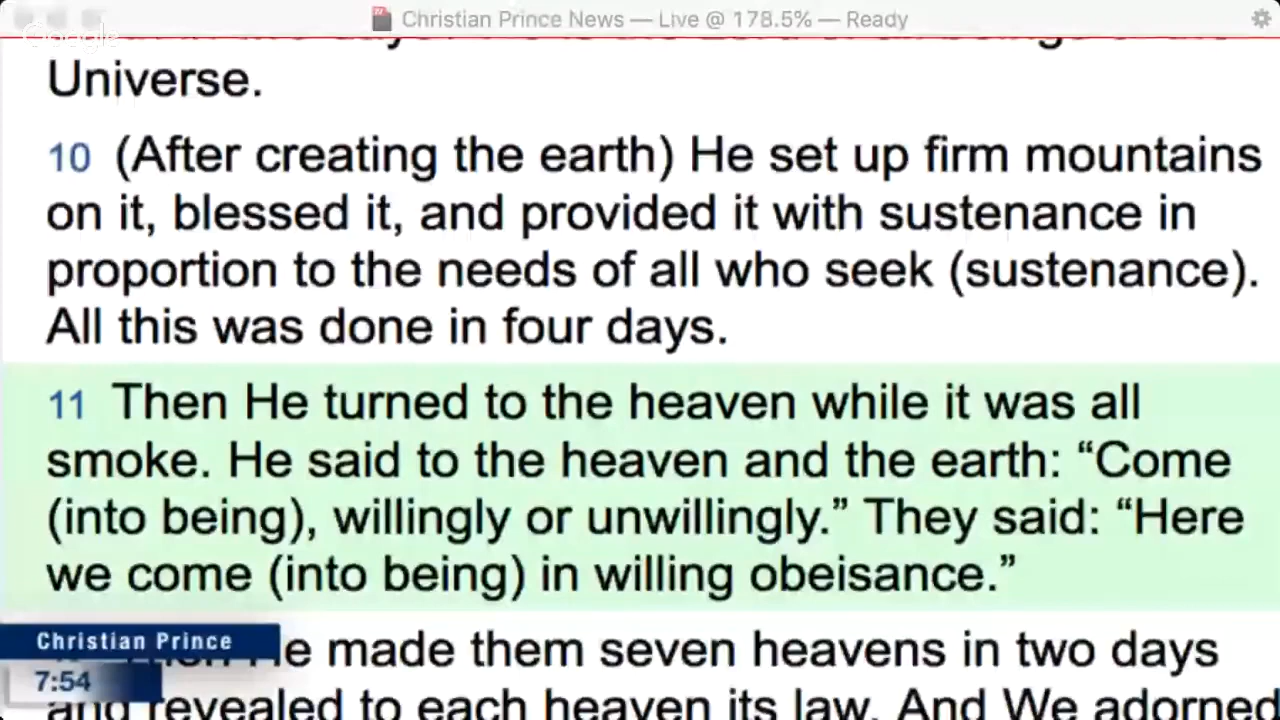 Christian Prince News — Live @ 178.5% — Ready
Google
Universe.
10 (After creating the earth) He set up firm mountains
on it, blessed it, and provided it with sustenance in
proportion to the needs of all who seek (sustenance).
All this was done in four days.
11 Then He turned to the heaven while it was all
smoke. He said to the heaven and the earth: “Come
(into being), willingly or unwillingly.” They said: “Here
we come (into being) in willing obeisance.”
Christian Prince
He made them seven heavens in two days
7:54
and revealed to each heaven its law. And We adorned